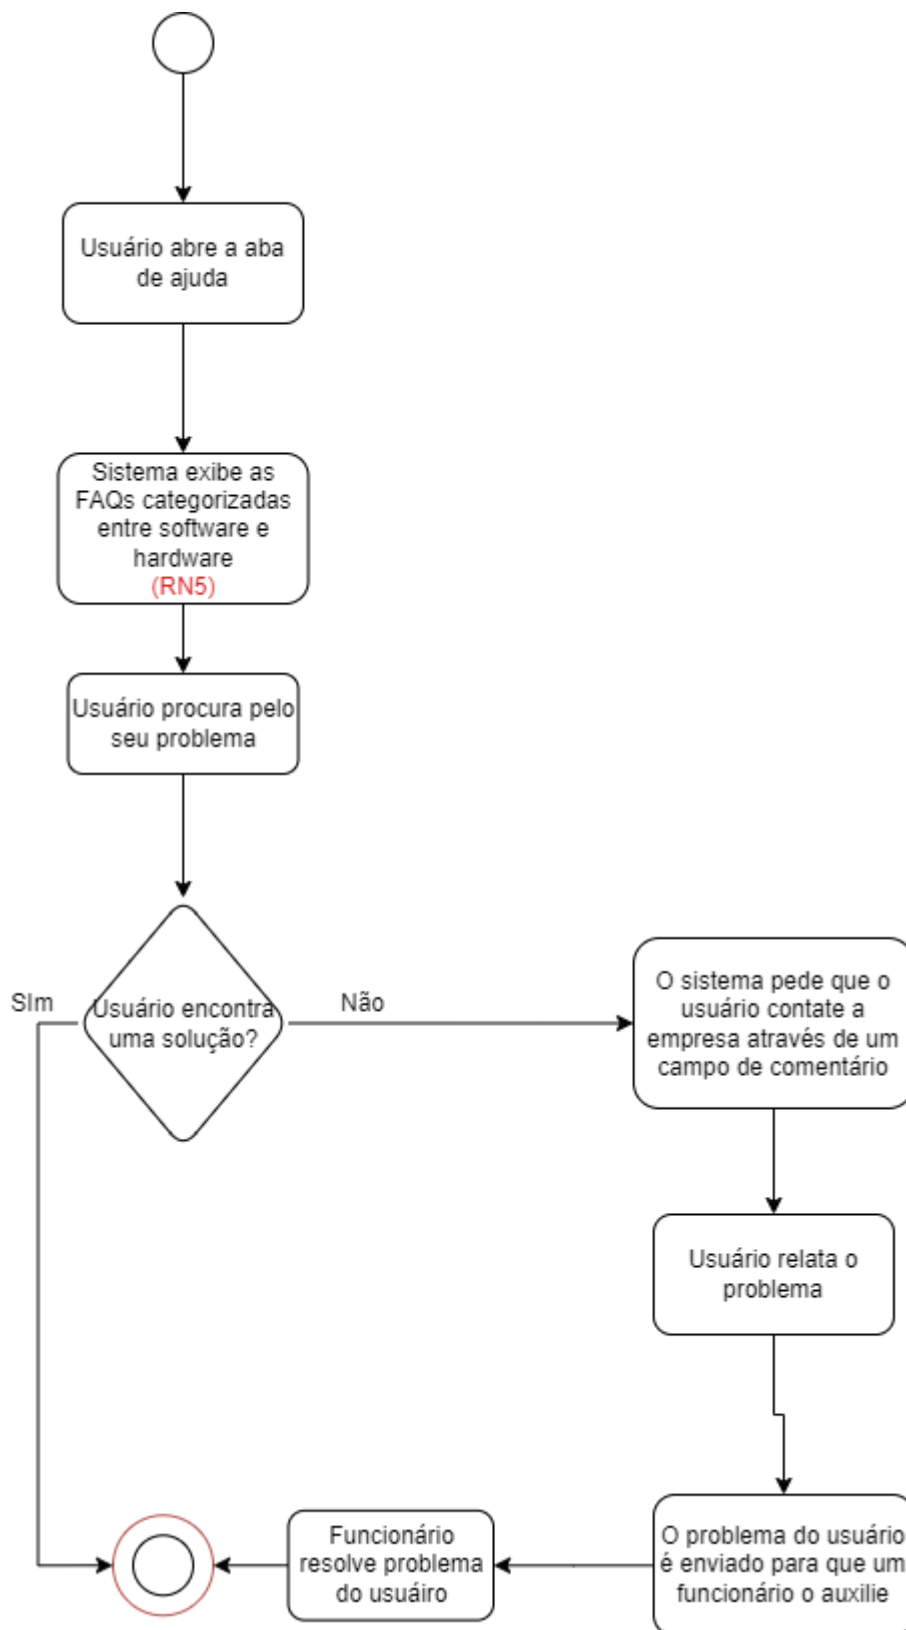 Usuário abre a aba
de ajuda
Sistema exibe as
FAQs categorizadas
entre software e
hardware
(RN5)
Usuário procura pelo
seu problema
SIm
Usuário encontra
uma solução?
Não
O sistema pede que o
usuário contate a
empresa através de um
campo de comentário
Usuário relata o
problema
O problema do usuário
é enviado para que um
funcionário o auxilie
Funcionário
resolve problema
do usuáiro